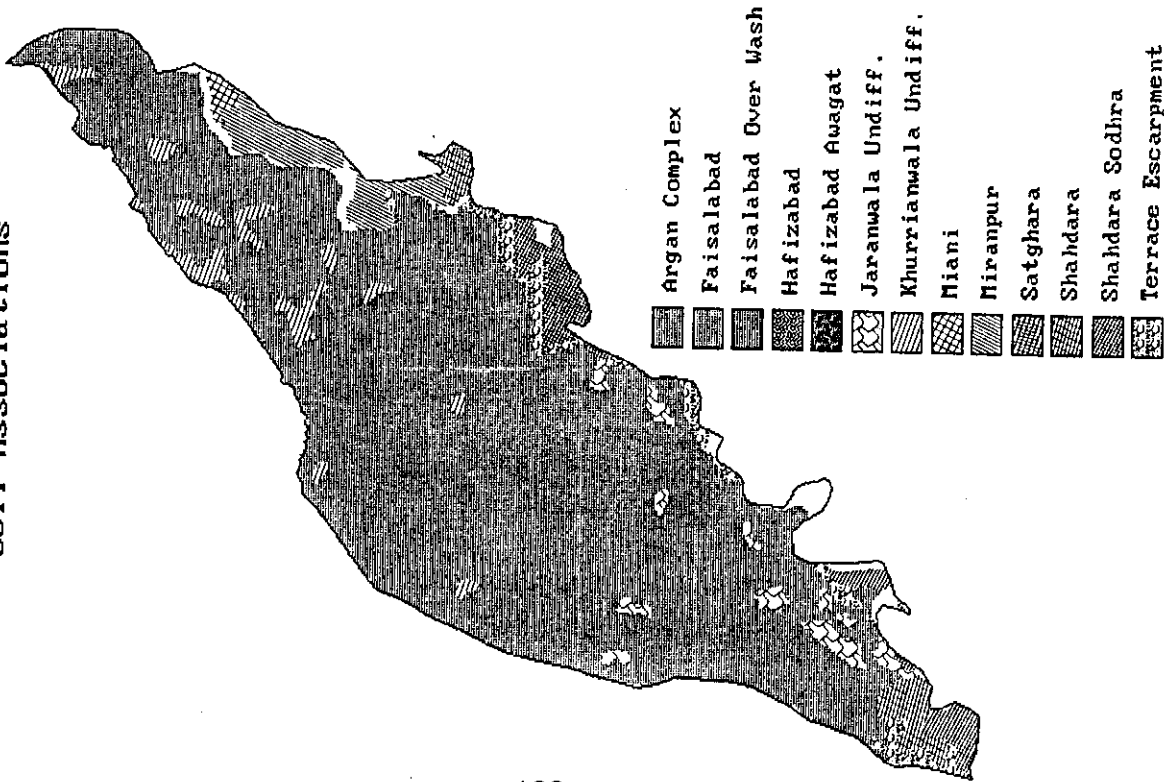 Soil Associations
Argan Complex
Faisalabad
Faisalabad Over Wash
Hafizabad
Hafizabad Awagat
Jaranwala Undiff.
Khurrianwala Undiff.
Miani
Miranpur
Satghara
Shahdara
Shahdara Sodhra
Terrace Escarpment